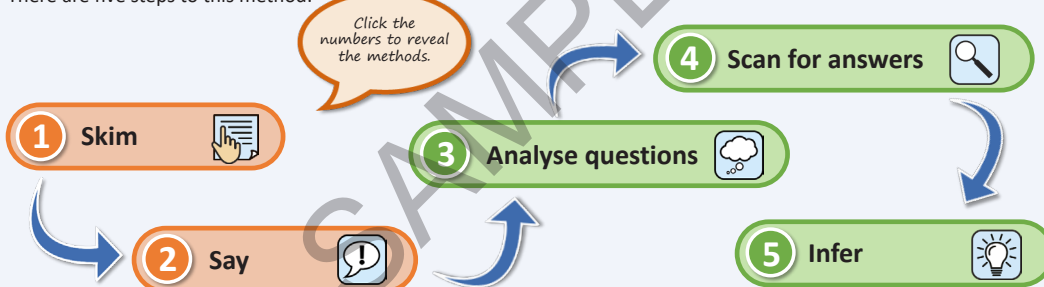 There are five steps to this method.
Click the
numbers to reveal
the methods.
1 Skim
2 Say
3 Analyse questions
4 Scan for answers
5 Infer
SAMPLE